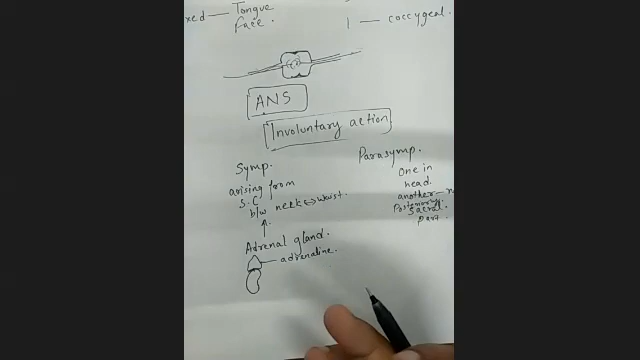 Tongue
Face.
1 — coccygeal
ANS
Involuntary action
Symp.
arising from
S.C
b/w neck ↔ waist.
Adrenal gland.
adrenaline.
Parasymp.
One in
head.
another —
Posteriorly
Sacral
part.